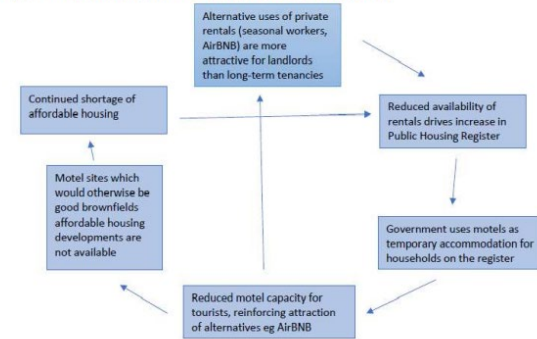 Alternative uses of private
rentals (seasonal workers,
AirBNB) are more
attractive for landlords
than long-term tenancies
Continued shortage of
affordable housing
Reduced availability of
rentals drives increase in
Public Housing Register
Motel sites which
would otherwise be
good brownfields
affordable housing
developments are
not available
Government uses motels as
temporary accommodation for
households on the register
Reduced motel capacity for
tourists, reinforcing attraction
of alternatives eg AirBNB